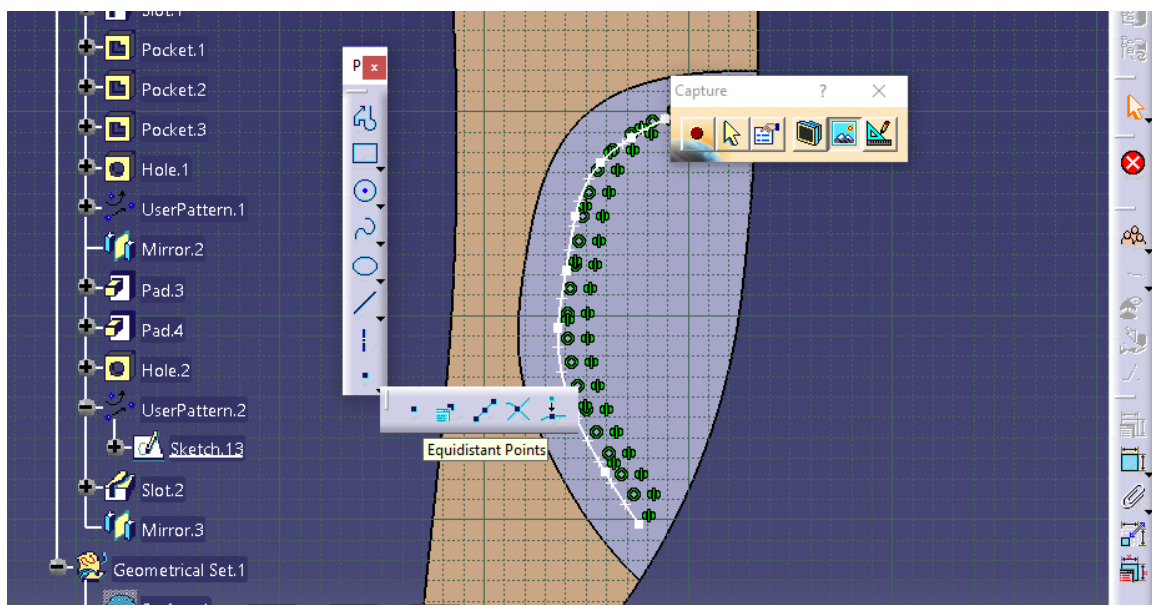 Slot.1
Pocket.1
Pocket.2
Pocket.3
Hole.1
UserPattern.1
Mirror.2
Pad.3
Pad.4
Hole.2
UserPattern.2
Sketch.13
Slot.2
Mirror.3
Geometrical Set.1
P x
Capture ? ×
Equidistant Points